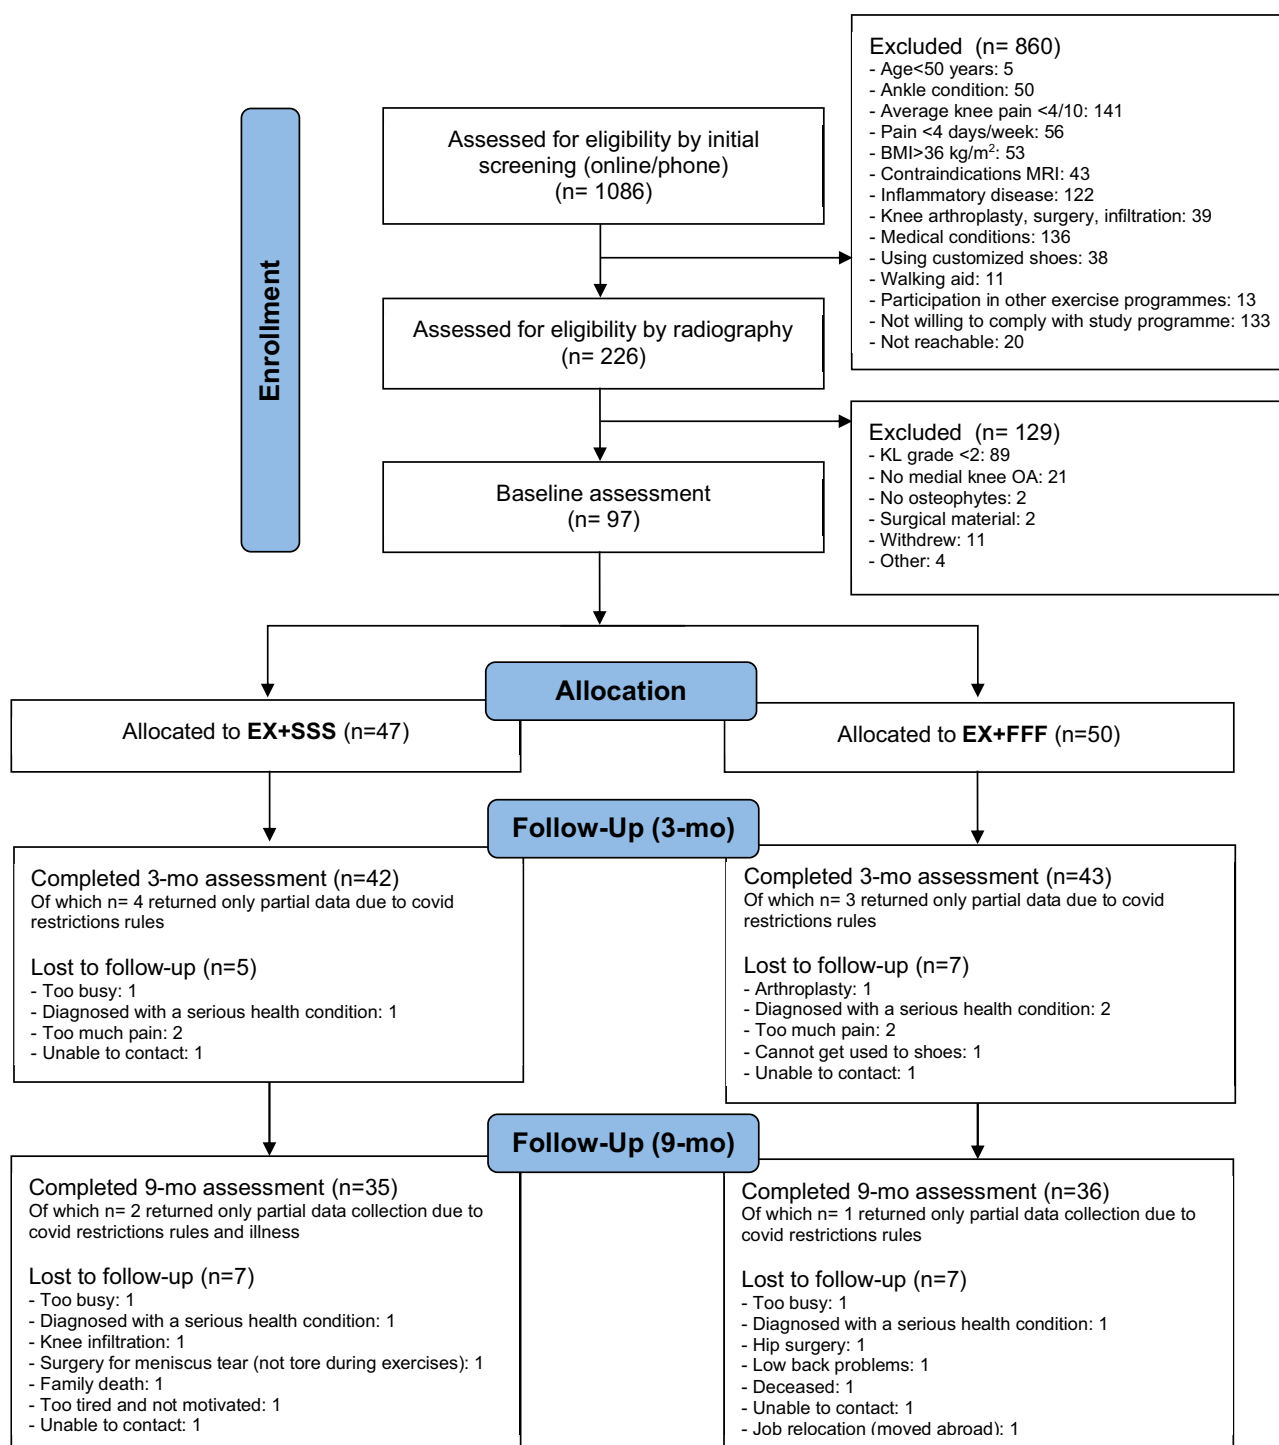 Enrollment
Assessed for eligibility by initial
screening (online/phone)
(n= 1086)
Excluded  (n= 860)
- Age<50 years: 5
- Ankle condition: 50
- Average knee pain <4/10: 141
- Pain <4 days/week: 56
- BMI>36 kg/m²: 53
- Contraindications MRI: 43
- Inflammatory disease: 122
- Knee arthroplasty, surgery, infiltration: 39
- Medical conditions: 136
- Using customized shoes: 38
- Walking aid: 11
- Participation in other exercise programmes: 13
- Not willing to comply with study programme: 133
- Not reachable: 20
Assessed for eligibility by radiography
(n= 226)
Excluded  (n= 129)
- KL grade <2: 89
- No medial knee OA: 21
- No osteophytes: 2
- Surgical material: 2
- Withdrew: 11
- Other: 4
Baseline assessment
(n= 97)
Allocation
Allocated to EX+SSS (n=47)
Allocated to EX+FFF (n=50)
Follow-Up (3-mo)
Completed 3-mo assessment (n=42)
Of which n= 4 returned only partial data due to covid
restrictions rules
Lost to follow-up (n=5)
- Too busy: 1
- Diagnosed with a serious health condition: 1
- Too much pain: 2
- Unable to contact: 1
Completed 3-mo assessment (n=43)
Of which n= 3 returned only partial data due to covid
restrictions rules
Lost to follow-up (n=7)
- Arthroplasty: 1
- Diagnosed with a serious health condition: 2
- Too much pain: 2
- Cannot get used to shoes: 1
- Unable to contact: 1
Follow-Up (9-mo)
Completed 9-mo assessment (n=35)
Of which n= 2 returned only partial data collection due to
covid restrictions rules and illness
Lost to follow-up (n=7)
- Too busy: 1
- Diagnosed with a serious health condition: 1
- Knee infiltration: 1
- Surgery for meniscus tear (not tore during exercises): 1
- Family death: 1
- Too tired and not motivated: 1
- Unable to contact: 1
Completed 9-mo assessment (n=36)
Of which n= 1 returned only partial data collection due to
covid restrictions rules
Lost to follow-up (n=7)
- Too busy: 1
- Diagnosed with a serious health condition: 1
- Hip surgery: 1
- Low back problems: 1
- Deceased: 1
- Unable to contact: 1
- Job relocation (moved abroad): 1